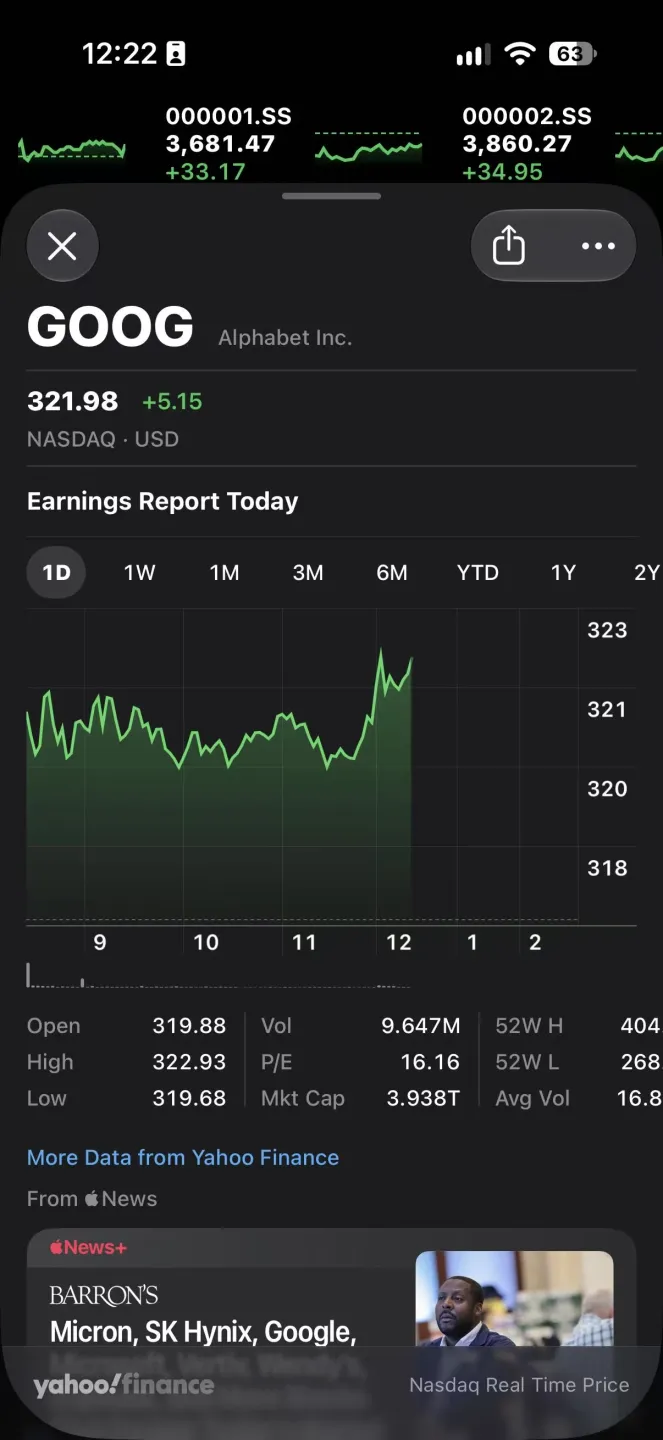 12:22
63
000001.SS
3,681.47
+33.17
000002.SS
3,860.27
+34.95
GOOG Alphabet Inc.
321.98 +5.15
NASDAQ · USD
Earnings Report Today
1D 1W 1M 3M 6M YTD 1Y 2Y
323
321
320
318
9 10 11 12 1 2
Open 319.88 Vol 9.647M 52W H 404
High 322.93 P/E 16.16 52W L 268
Low 319.68 Mkt Cap 3.938T Avg Vol 16.8
More Data from Yahoo Finance
From News
News+
BARRON'S
Micron, SK Hynix, Google,
yahoo!finance
Nasdaq Real Time Price